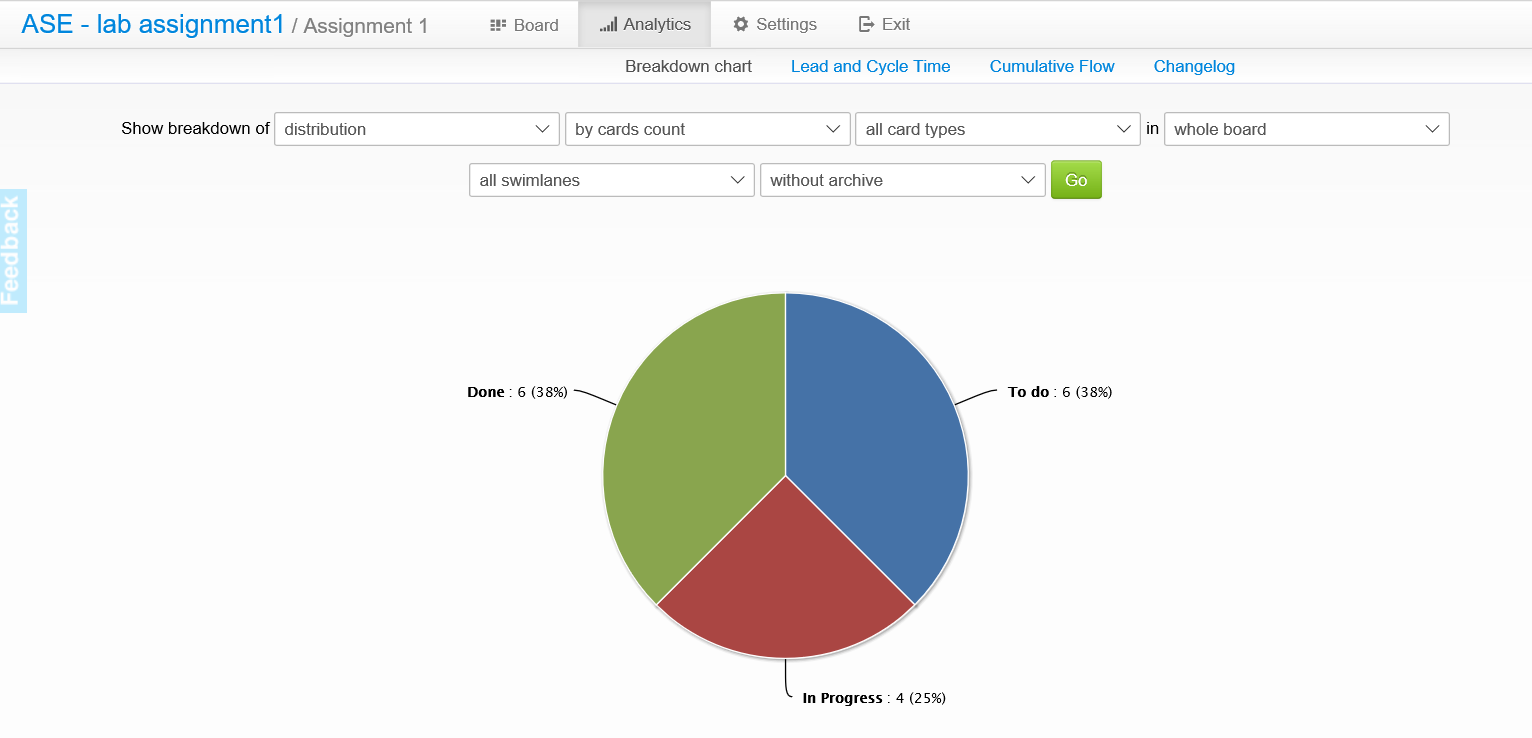 ASE - lab assignment1 / Assignment 1 Board Analytics Settings Exit
Breakdown chart Lead and Cycle Time Cumulative Flow Changelog
Show breakdown of distribution by cards count all card types in whole board
all swimlanes without archive Go
Feedback
Done : 6 (38%)
To do : 6 (38%)
In Progress : 4 (25%)